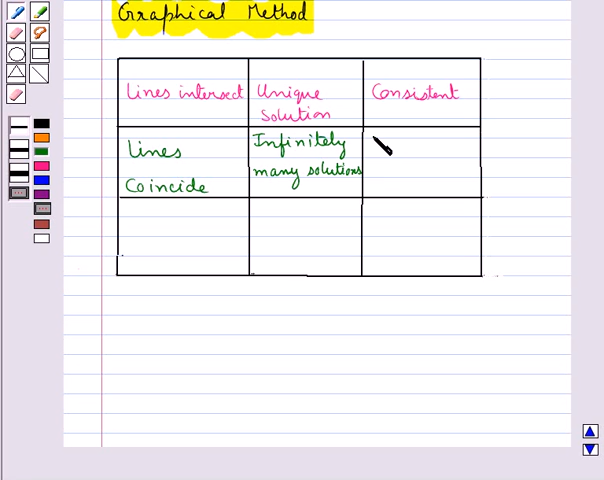 Graphical Method
Lines intersect
Unique
Solution
Consistent
Lines
Coincide
Infinitely
many solutions